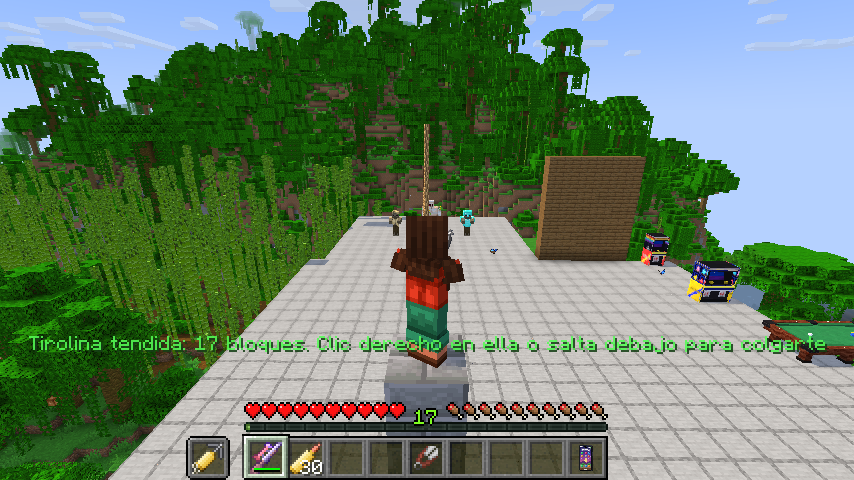 Tirolina tendida: 17 bloques. Clic derecho en ella o salta debajo para colgarte
17
30